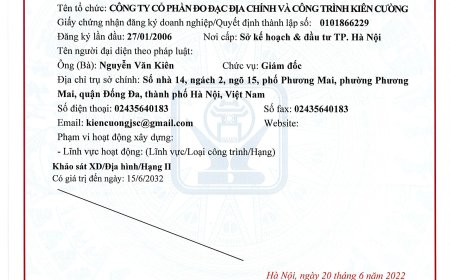 Tên tổ chức: CÔNG TY CỔ PHẦN ĐO ĐẠC ĐỊA CHÍNH VÀ CÔNG TRÌNH KIÊN CƯỜNG
Giấy chứng nhận đăng ký doanh nghiệp/Quyết định thành lập số: 0101866229
Đăng ký lần đầu: 27/01/2006 Nơi cấp: Sở kế hoạch & đầu tư TP. Hà Nội
Tên người đại diện theo pháp luật:
Ông (Bà): Nguyễn Văn Kiên Chức vụ: Giám đốc
Địa chỉ trụ sở chính: Số nhà 14, ngách 2, ngõ 15, phố Phương Mai, phường Phương
Mai, quận Đống Đa, thành phố Hà Nội, Việt Nam
Số điện thoại: 02435640183 Số fax: 02435640183
Email: kiencuongjsc@gmail.com Website:
Phạm vi hoạt động xây dựng:
- Lĩnh vực hoạt động: (Lĩnh vực/Loại công trình/Hạng)
Khảo sát XD/Địa hình/Hạng II
Có giá trị đến ngày: 15/6/2032
Hà Nội, ngày 20 tháng 6 năm 2022